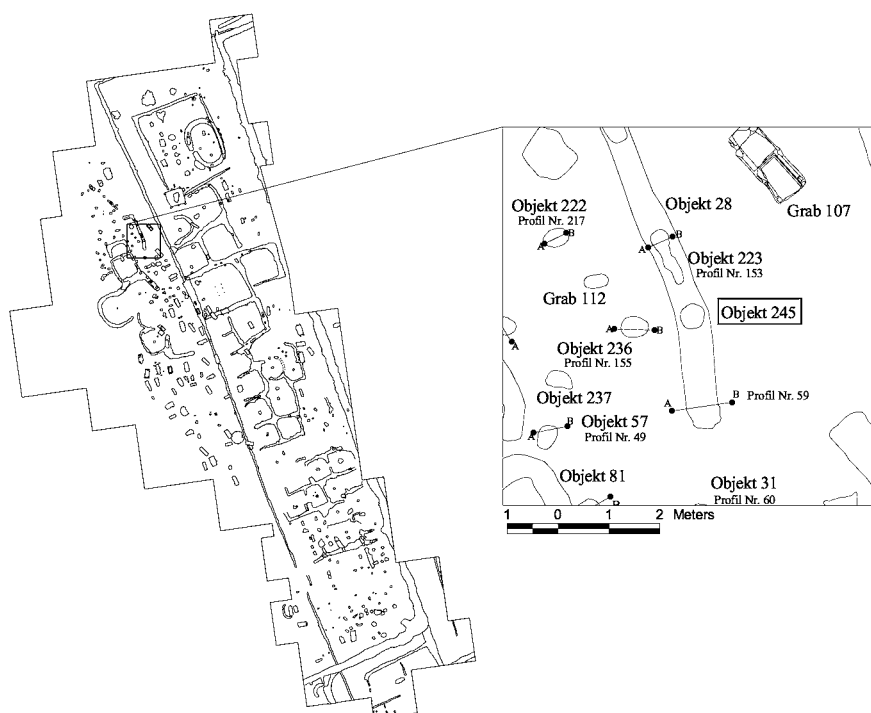 Objekt 222
Profil Nr. 217
A B
Objekt 28
A B
Grab 107
Objekt 223
Profil Nr. 153
Grab 112
Objekt 245
A B
Objekt 236
Profil Nr. 155
A
Objekt 237
A B Profil Nr. 59
Objekt 57
Profil Nr. 49
A B
Objekt 81
B
Objekt 31
Profil Nr. 60
1 0 1 2 Meters